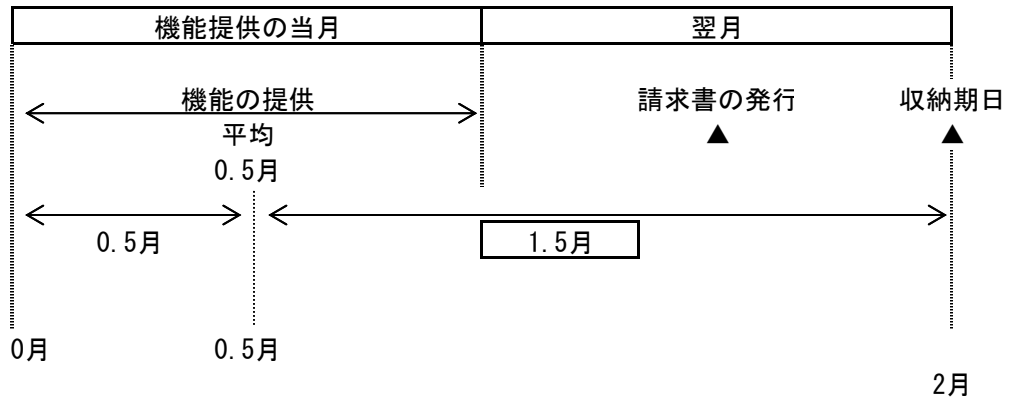 機能提供の当月 翌月
機能の提供 請求書の発行 収納期日
平均 ▲ ▲
0.5月
0.5月 1.5月
0月 0.5月
2月